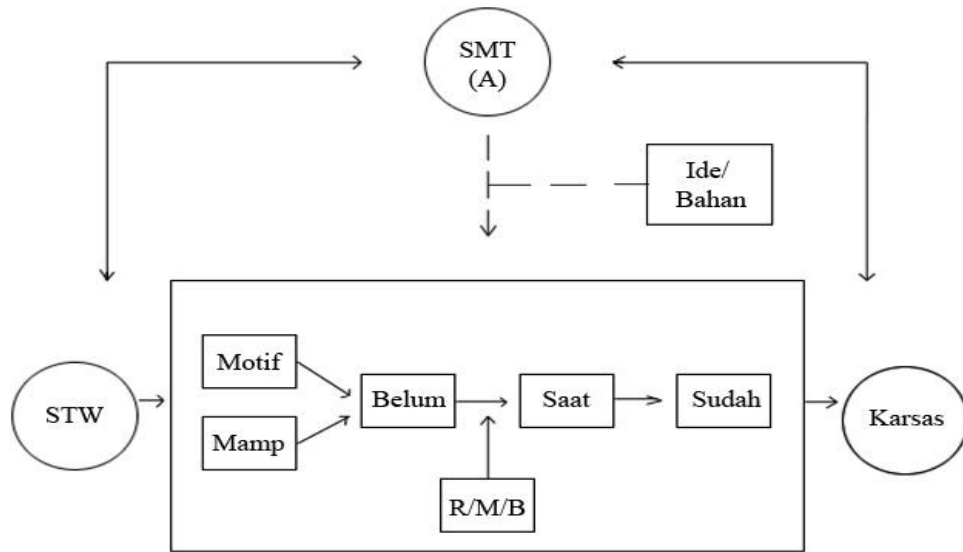 SMT
(A)
Ide/
Bahan
Motif
Mamp
Belum
Saat
Sudah
R/M/B
STW
Karsas